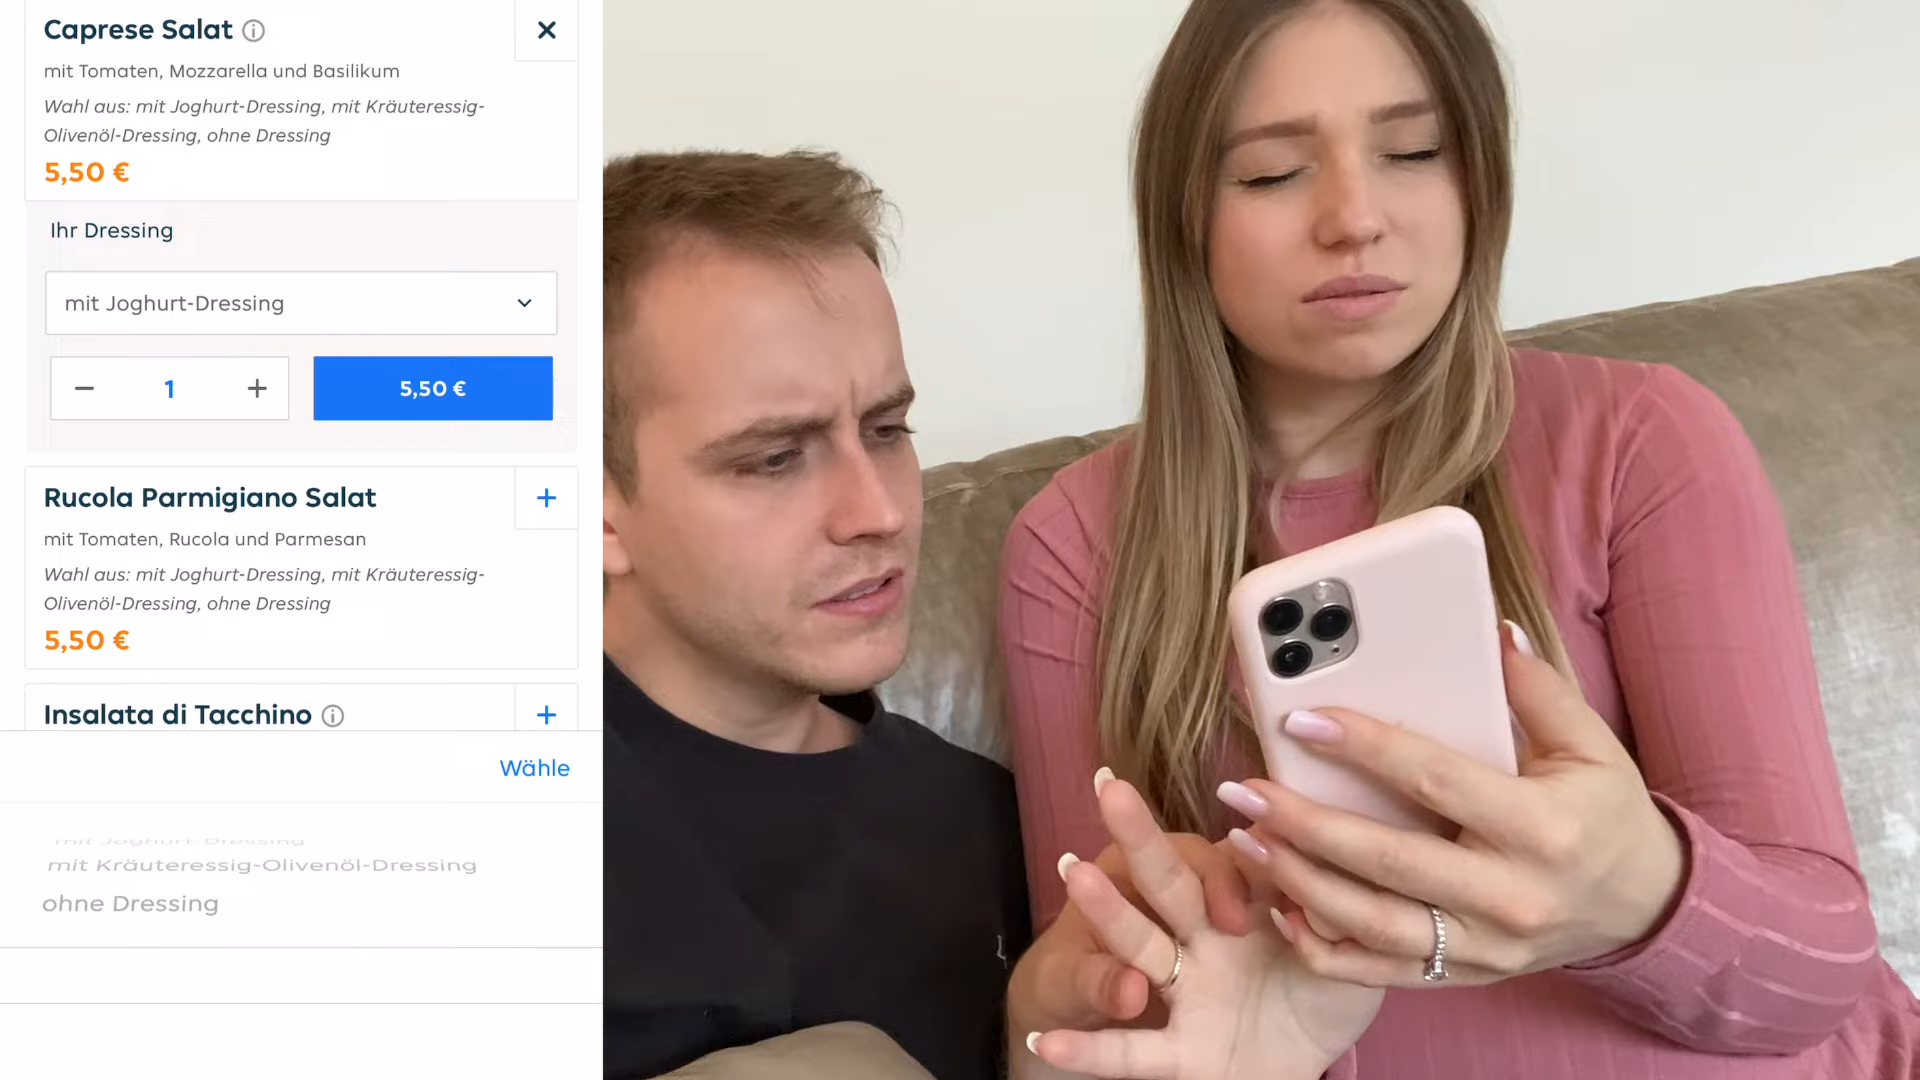 Caprese Salat
mit Tomaten, Mozzarella und Basilikum
Wahl aus: mit Joghurt-Dressing, mit Kräuteressig-
Olivenöl-Dressing, ohne Dressing
5,50 €
Ihr Dressing
mit Joghurt-Dressing
1
5,50 €
Rucola Parmigiano Salat
mit Tomaten, Rucola und Parmesan
Wahl aus: mit Joghurt-Dressing, mit Kräuteressig-
Olivenöl-Dressing, ohne Dressing
5,50 €
Insalata di Tacchino
Wähle
mit Joghurt-Dressing
mit Kräuteressig-Olivenöl-Dressing
ohne Dressing